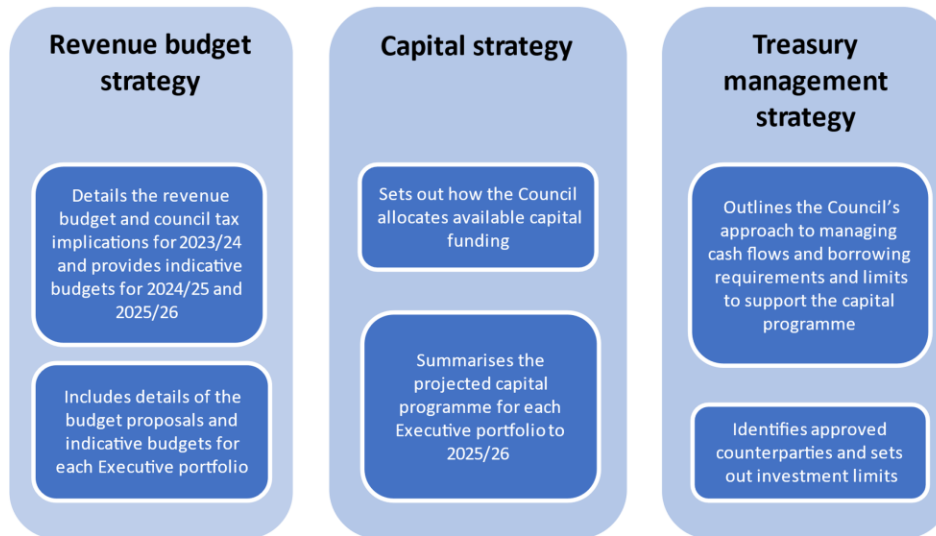 Revenue budget
strategy
Details the revenue
budget and council tax
implications for 2023/24
and provides indicative
budgets for 2024/25 and
2025/26
Includes details of the
budget proposals and
indicative budgets for
each Executive portfolio
Capital strategy
Sets out how the Council
allocates available capital
funding
Summarises the
projected capital
programme for each
Executive portfolio to
2025/26
Treasury
management
strategy
Outlines the Council’s
approach to managing
cash flows and borrowing
requirements and limits
to support the capital
programme
Identifies approved
counterparties and sets
out investment limits